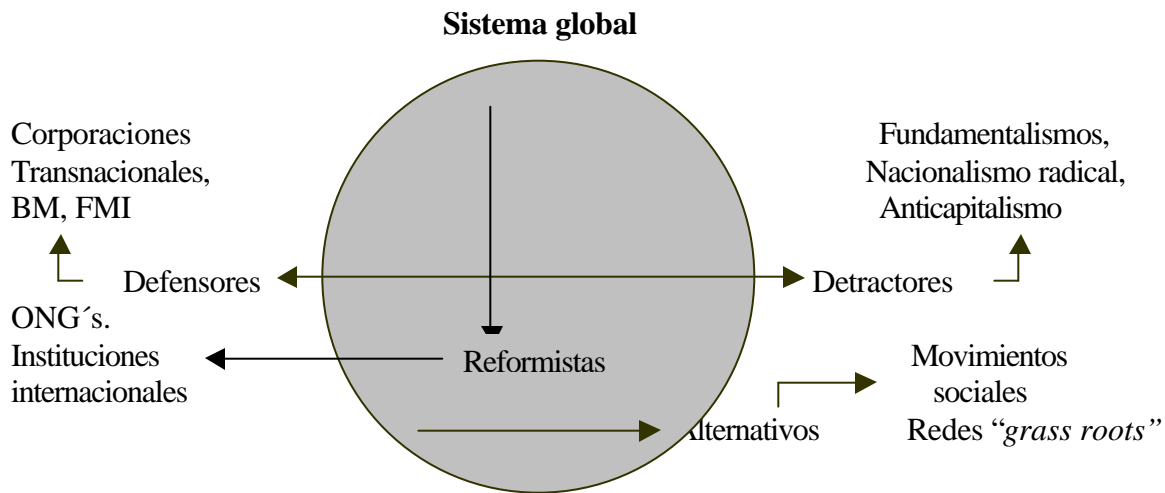 Sistema global
Corporaciones
Transnacionales,
BM, FMI
Fundamentalismos,
Nacionalismo radical,
Anticapitalismo
Defensores
Detractores
ONG´s.
Instituciones
internacionales
Reformistas
Movimientos
sociales
Redes “grass roots”
Alternativos